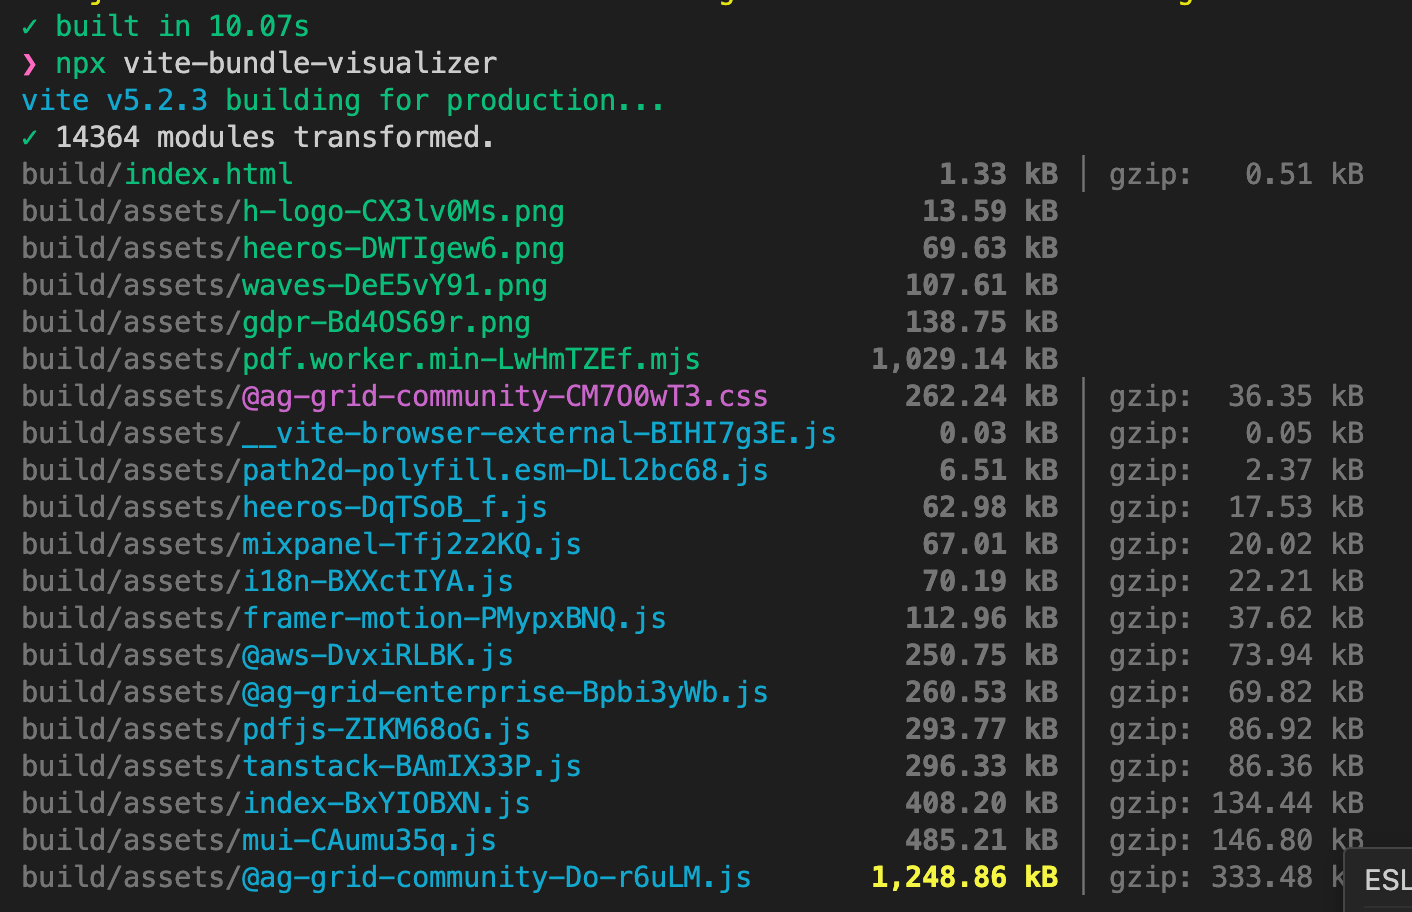 ✓ built in 10.07s
❯ npx vite-bundle-visualizer
vite v5.2.3 building for production...
✓ 14364 modules transformed.
build/index.html 1.33 kB │ gzip: 0.51 kB
build/assets/h-logo-CX3lv0Ms.png 13.59 kB
build/assets/heeros-DWTIgew6.png 69.63 kB
build/assets/waves-DeE5vY91.png 107.61 kB
build/assets/gdpr-Bd4OS69r.png 138.75 kB
build/assets/pdf.worker.min-LwHmTZEf.mjs 1,029.14 kB
build/assets/@ag-grid-community-CM7O0wT3.css 262.24 kB │ gzip: 36.35 kB
build/assets/__vite-browser-external-BIHI7g3E.js 0.03 kB │ gzip: 0.05 kB
build/assets/path2d-polyfill.esm-DLl2bc68.js 6.51 kB │ gzip: 2.37 kB
build/assets/heeros-DqTSoB_f.js 62.98 kB │ gzip: 17.53 kB
build/assets/mixpanel-Tfj2z2KQ.js 67.01 kB │ gzip: 20.02 kB
build/assets/i18n-BXXctIYA.js 70.19 kB │ gzip: 22.21 kB
build/assets/framer-motion-PMypxBNQ.js 112.96 kB │ gzip: 37.62 kB
build/assets/@aws-DvxiRLBK.js 250.75 kB │ gzip: 73.94 kB
build/assets/@ag-grid-enterprise-Bpbi3yWb.js 260.53 kB │ gzip: 69.82 kB
build/assets/pdfjs-ZIKM68oG.js 293.77 kB │ gzip: 86.92 kB
build/assets/tanstack-BAmIX33P.js 296.33 kB │ gzip: 86.36 kB
build/assets/index-BxYIOBXN.js 408.20 kB │ gzip: 134.44 kB
build/assets/mui-CAumu35q.js 485.21 kB │ gzip: 146.80 kB
build/assets/@ag-grid-community-Do-r6uLM.js 1,248.86 kB │ gzip: 333.48
ESL